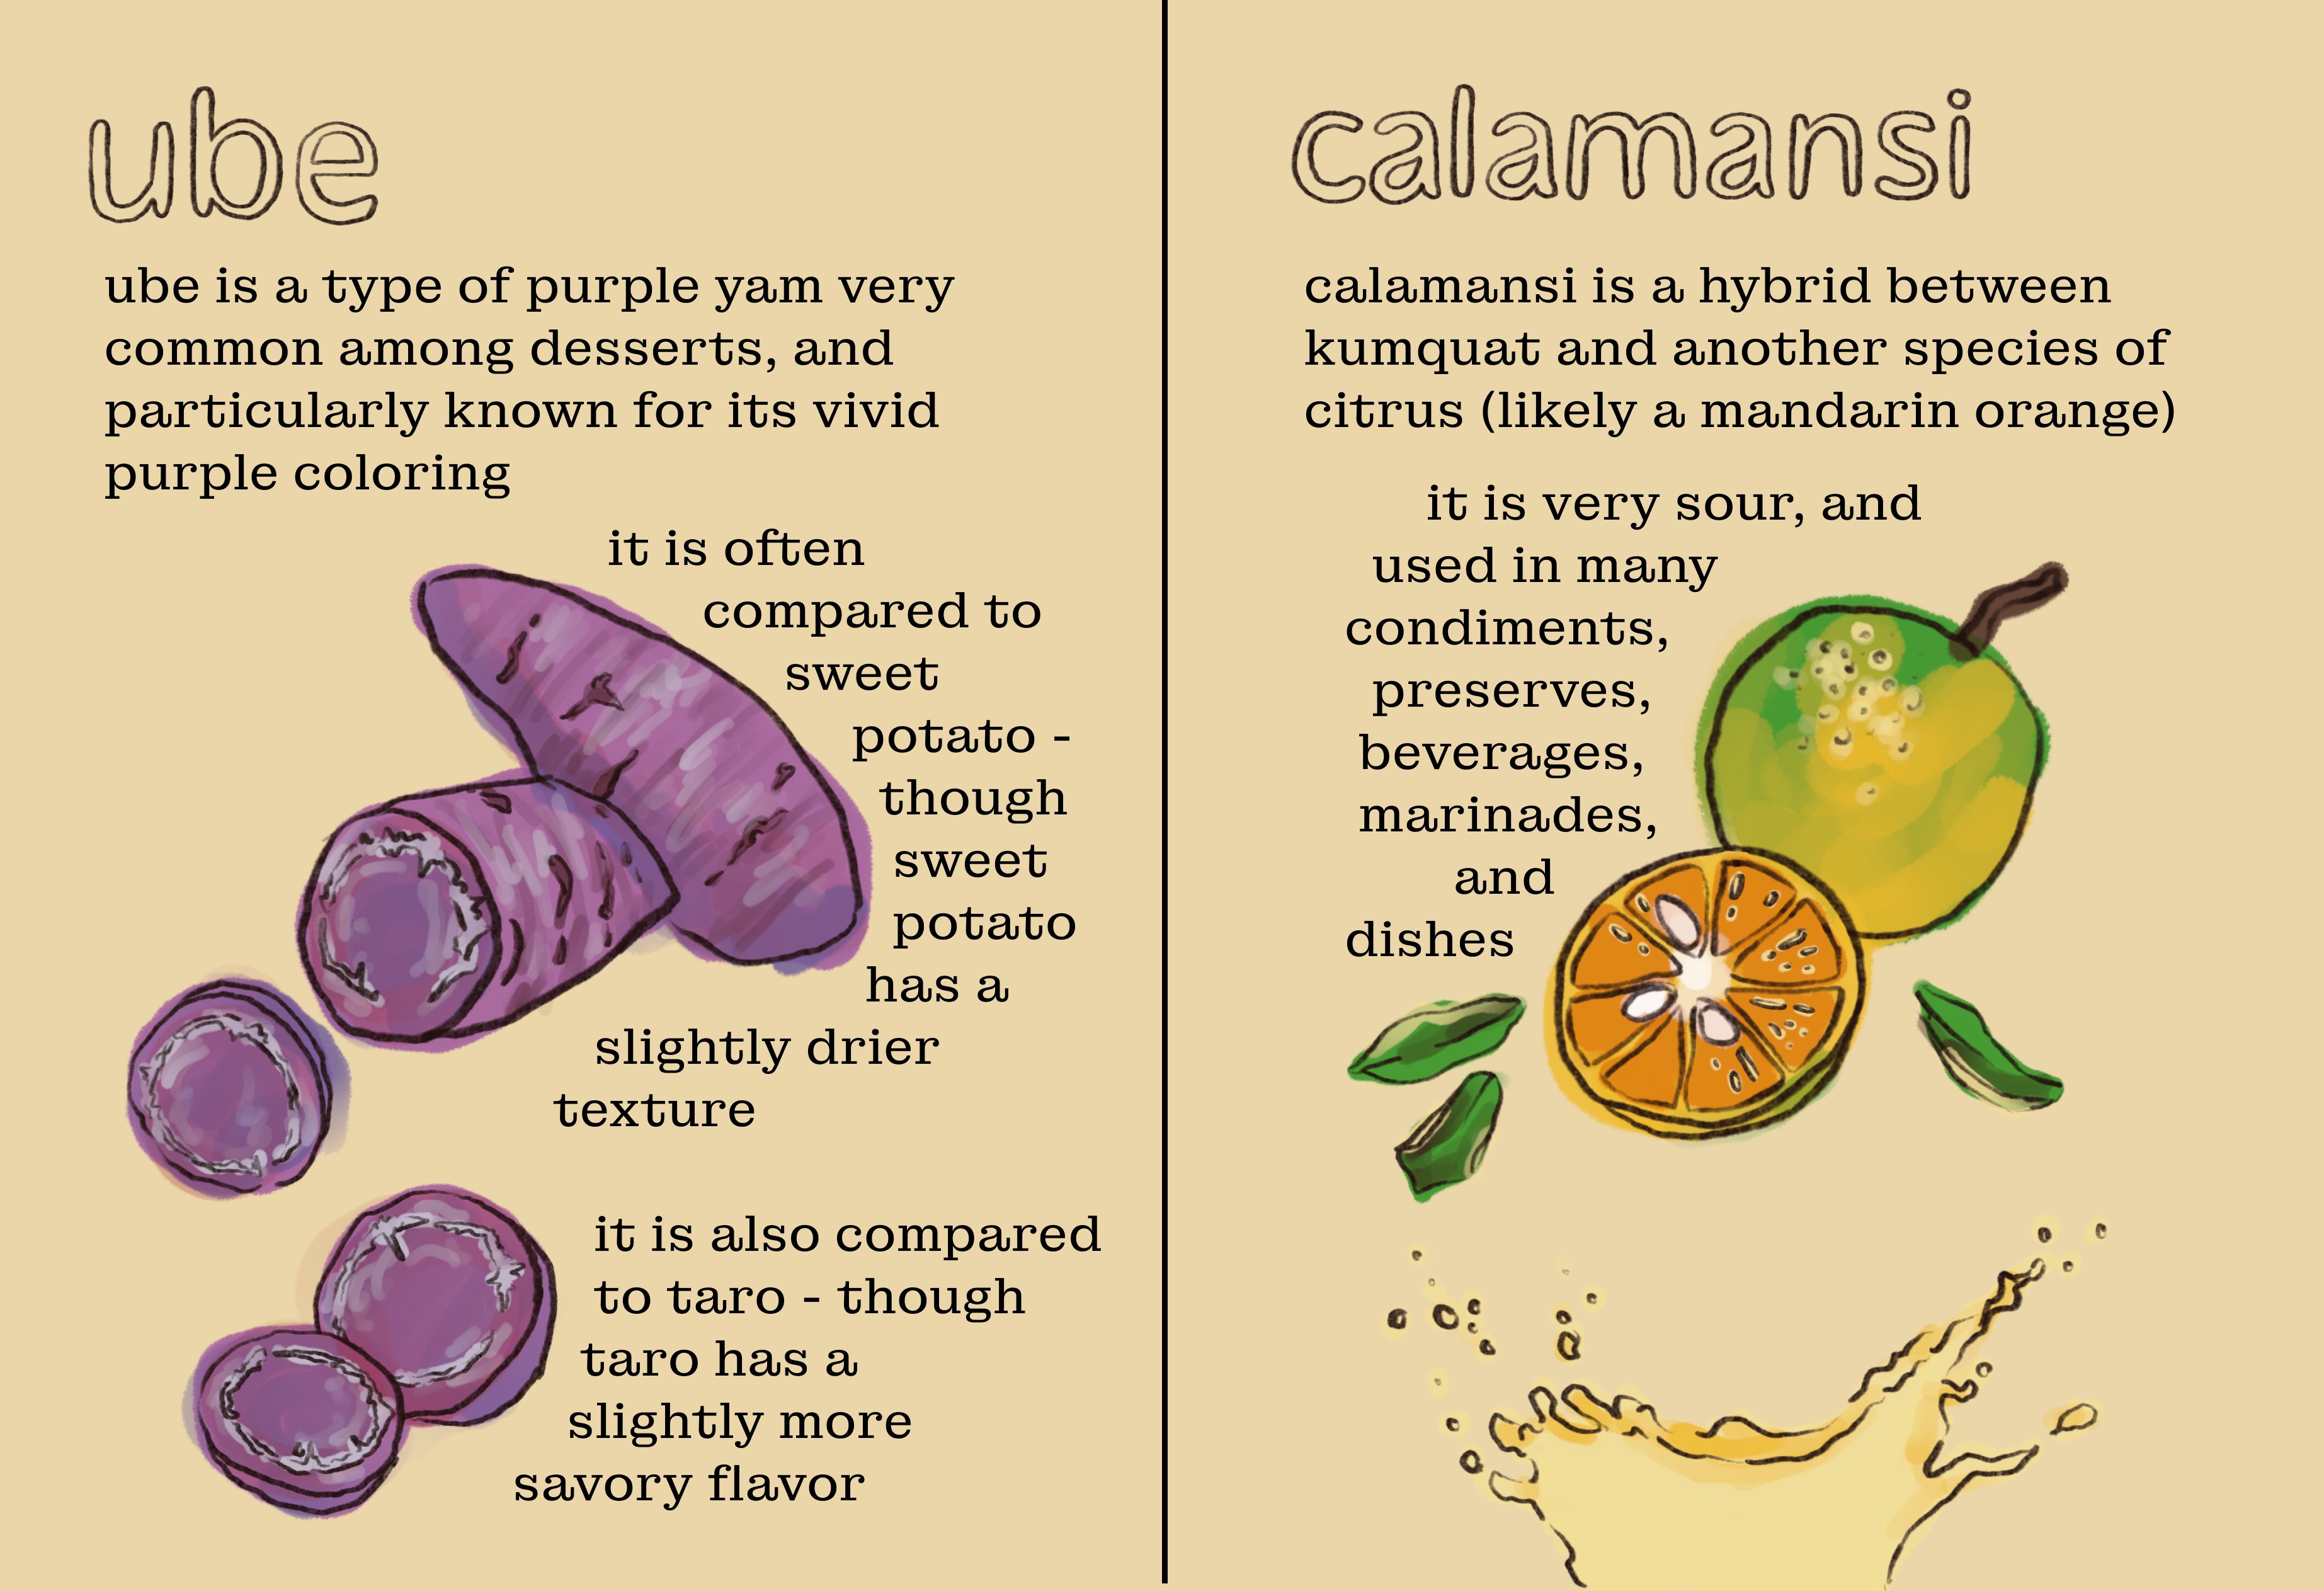 ube
ube is a type of purple yam very
common among desserts, and
particularly known for its vivid
purple coloring
it is often
compared to
sweet
potato -
though
sweet
potato
has a
slightly drier
texture
it is also compared
to taro - though
taro has a
slightly more
savory flavor
calamansi
calamansi is a hybrid between
kumquat and another species of
citrus (likely a mandarin orange)
it is very sour, and
used in many
condiments,
preserves,
beverages,
marinades,
and
dishes